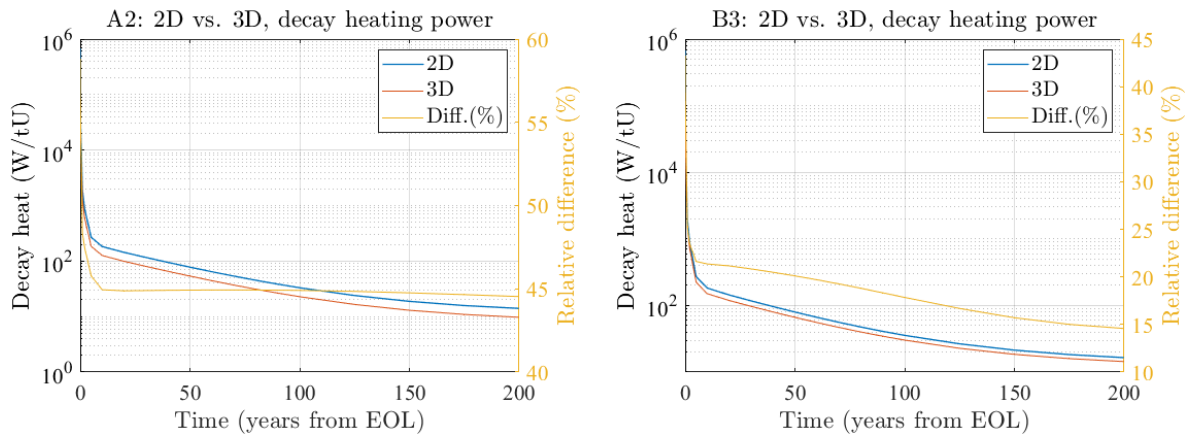 A2: 2D vs. 3D, decay heating power
10^6
10^4
10^2
10^0
Decay heat (W/tU)
60
55
50
45
40
Relative difference (%)
2D
3D
Diff.(%)
0
50
100
150
200
Time (years from EOL)
B3: 2D vs. 3D, decay heating power
10^6
10^4
10^2
Decay heat (W/tU)
45
40
35
30
25
20
15
10
Relative difference (%)
2D
3D
Diff.(%)
0
50
100
150
200
Time (years from EOL)